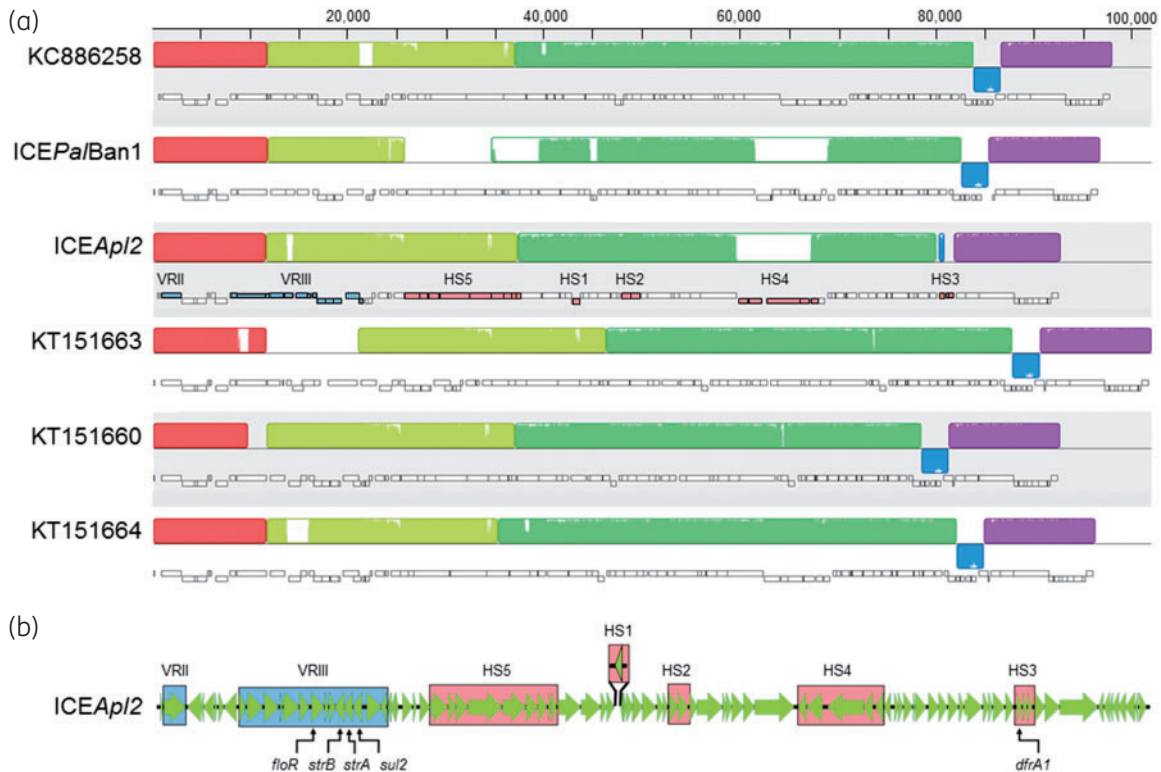 (a)
20,000 40,000 60,000 80,000 100,000
KC886258
ICEPalBan1
ICEApl2
VRII VRIII HS5 HS1 HS2 HS4 HS3
KT151663
KT151660
KT151664
(b)
HS1
VRII VRIII HS5 HS2 HS4 HS3
ICEApl2
floR strB strA sul2 dfrA1